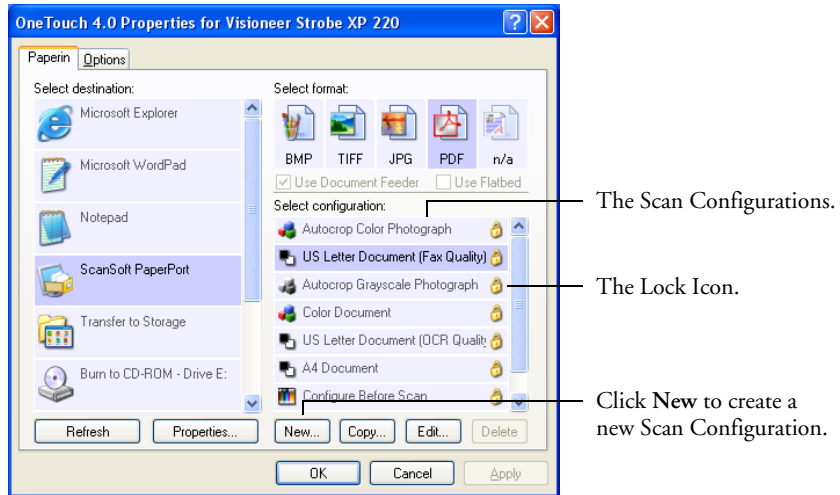 OneTouch 4.0 Properties for Visioneer Strobe XP 220
Paperin Options
Select destination:
Microsoft Explorer
Microsoft WordPad
Notepad
ScanSoft PaperPort
Transfer to Storage
Burn to CD-ROM - Drive E:
Refresh Properties...
Select format:
BMP TIFF JPG PDF n/a
Use Document Feeder Use Flatbed
Select configuration:
Autocrop Color Photograph
US Letter Document (Fax Quality)
Autocrop Grayscale Photograph
Color Document
US Letter Document (OCR Qualit
A4 Document
Configure Before Scan
New... Copy... Edit... Delete
OK Cancel Apply
The Scan Configurations.
The Lock Icon.
Click New to create a
new Scan Configuration.